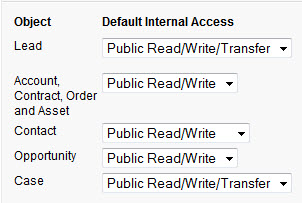 Object Default Internal Access
Lead Public Read/Write/Transfer
Account,
Contract, Order
and Asset
Public Read/Write
Contact Public Read/Write
Opportunity Public Read/Write
Case Public Read/Write/Transfer